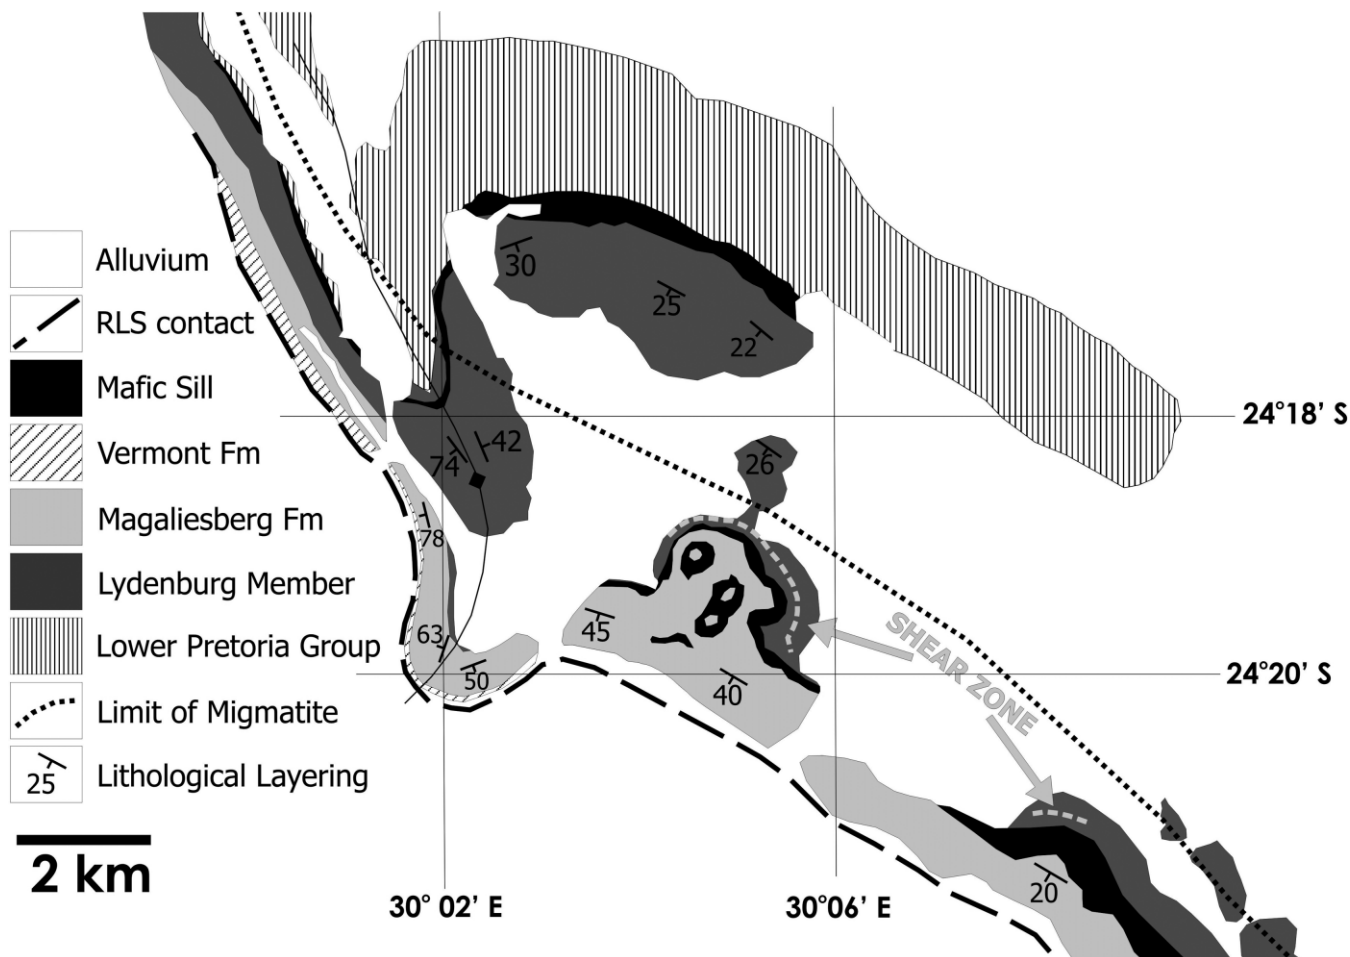 30
25
22
Alluvium
RLS contact
Mafic Sill
24°18’ S
42
74
26
Vermont Fm
Magaliesberg Fm
78
Lydenburg Member
45
63
SHEAR ZONE
Lower Pretoria Group
50
40
24°20’ S
Limit of Migmatite
25
Lithological Layering
2 km
20
30° 02’ E
30°06’ E